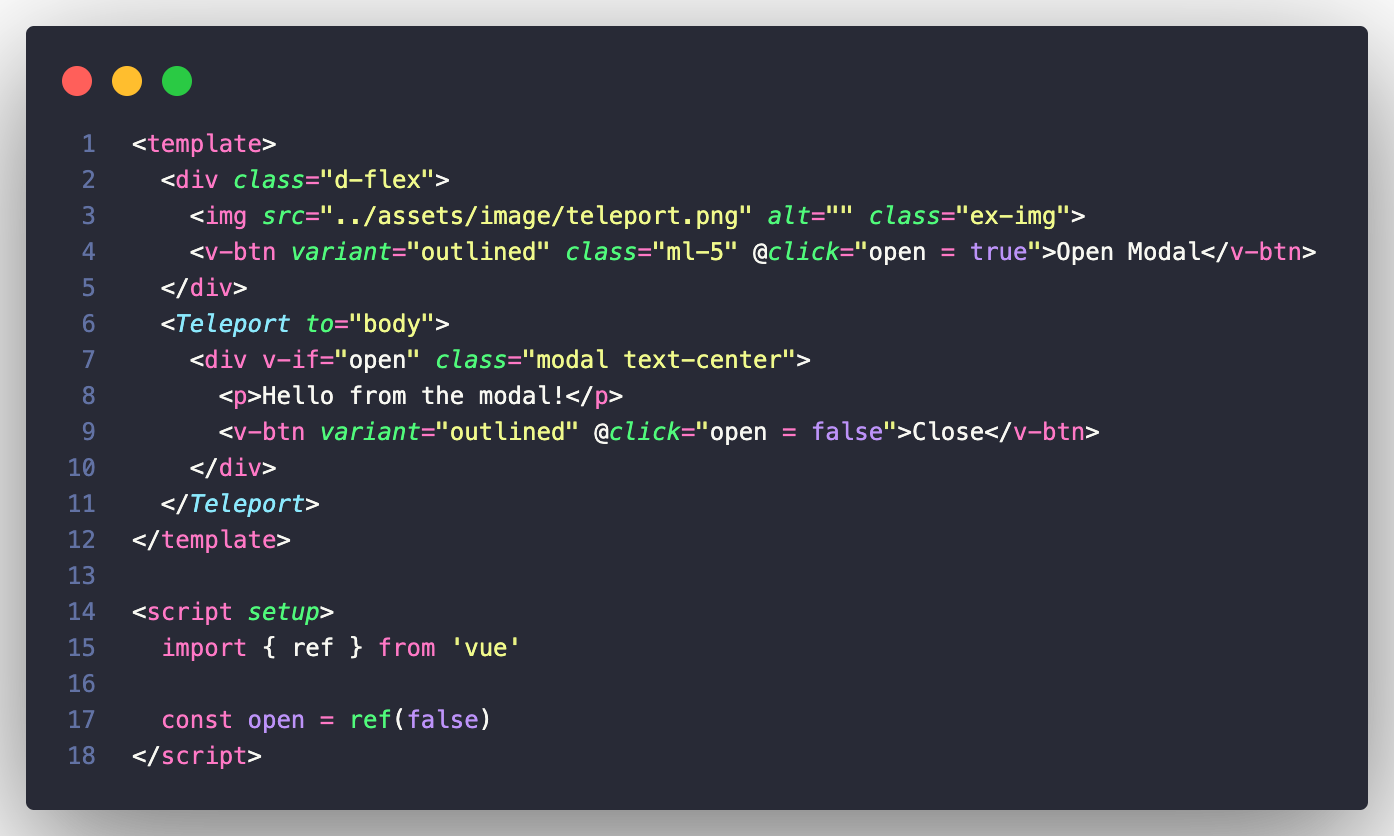 1 <template>
2   <div class="d-flex">
3     <img src="../assets/image/teleport.png" alt="" class="ex-img">
4     <v-btn variant="outlined" class="ml-5" @click="open = true">Open Modal</v-btn>
5   </div>
6   <Teleport to="body">
7     <div v-if="open" class="modal text-center">
8       <p>Hello from the modal!</p>
9       <v-btn variant="outlined" @click="open = false">Close</v-btn>
10     </div>
11   </Teleport>
12 </template>
13
14 <script setup>
15   import { ref } from 'vue'
16
17   const open = ref(false)
18 </script>